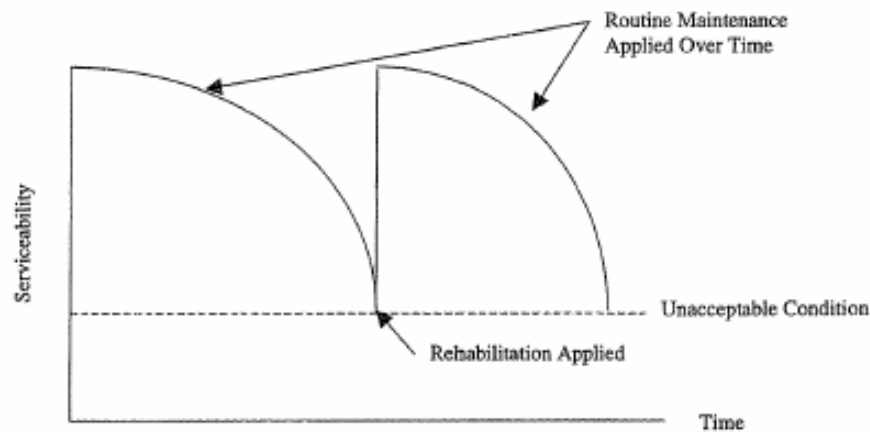 Routine Maintenance
Applied Over Time
Serviceability
Unacceptable Condition
Rehabilitation Applied
Time